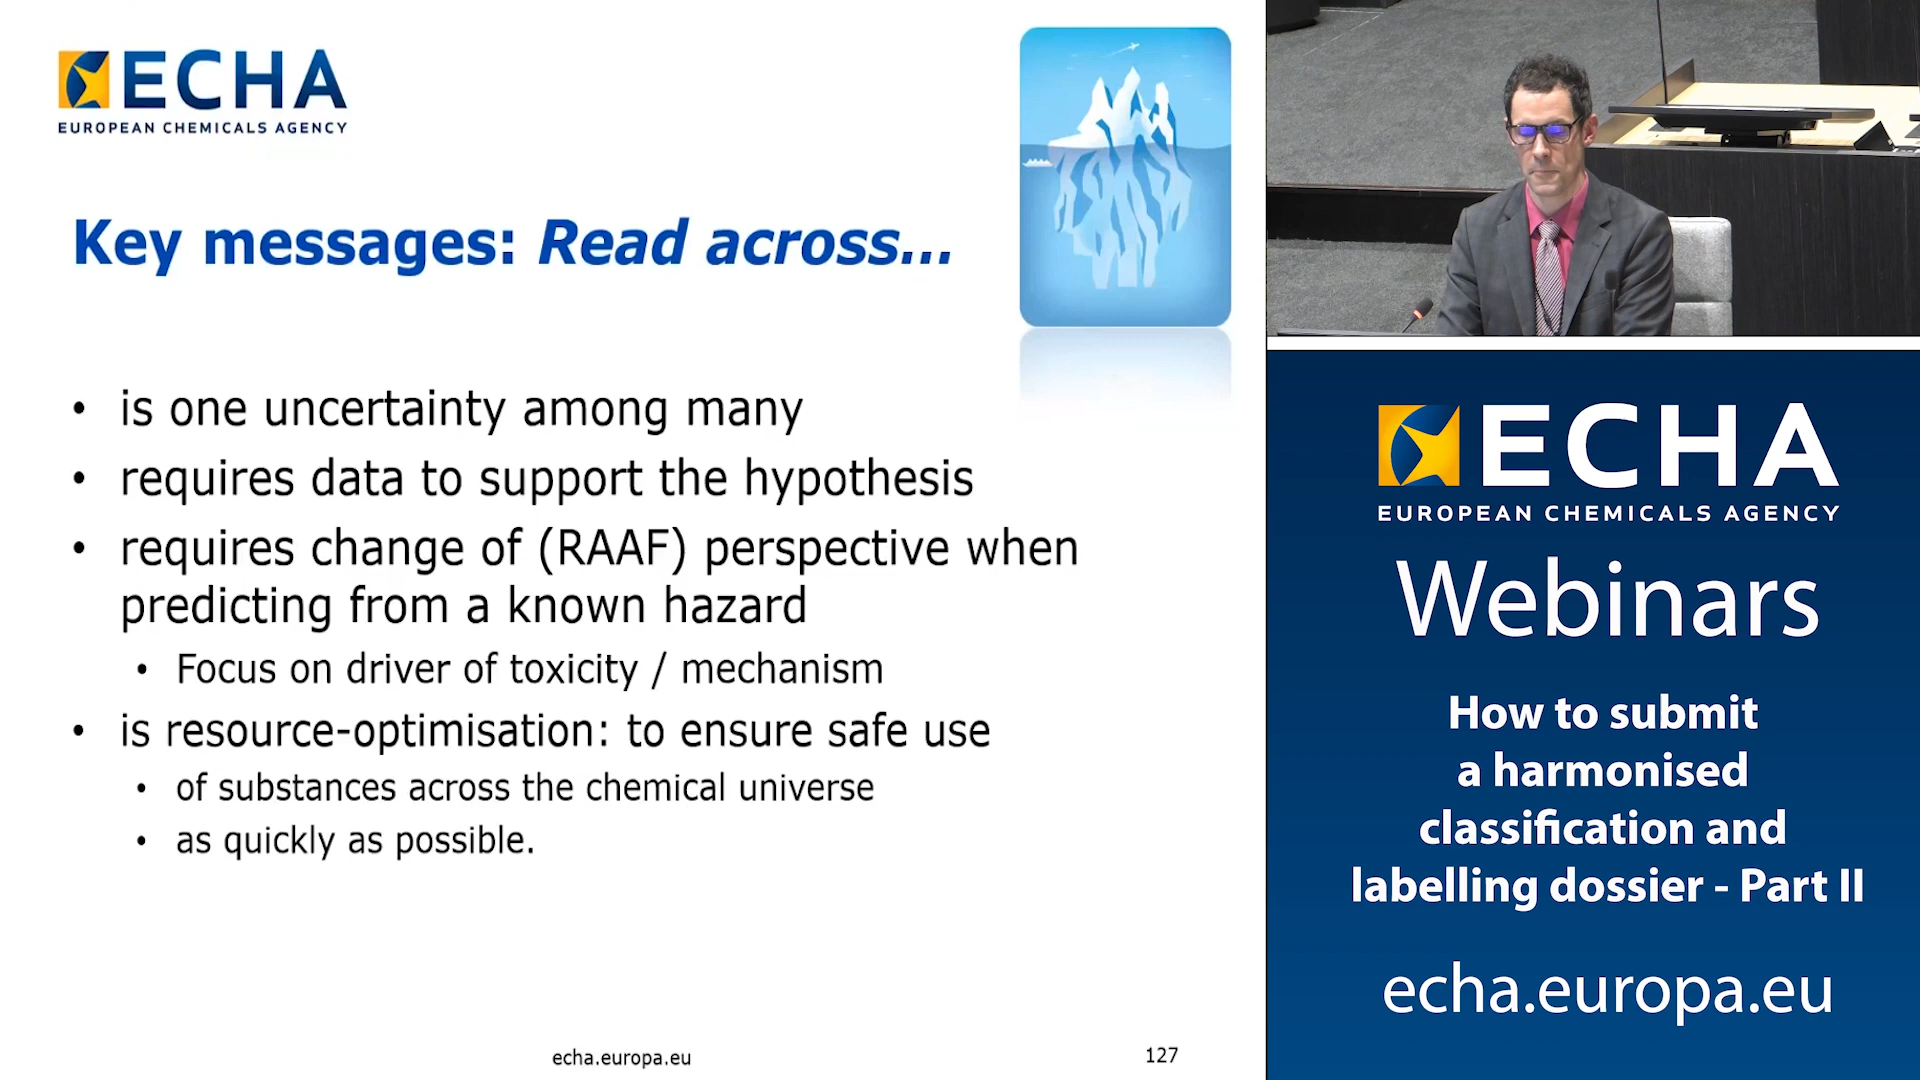 ECHA
EUROPEAN CHEMICALS AGENCY
Key messages: Read across...
• is one uncertainty among many
• requires data to support the hypothesis
• requires change of (RAAF) perspective when
predicting from a known hazard
• Focus on driver of toxicity / mechanism
• is resource-optimisation: to ensure safe use
• of substances across the chemical universe
• as quickly as possible.
echa.europa.eu
127
ECHA
EUROPEAN CHEMICALS AGENCY
Webinars
How to submit
a harmonised
classification and
labelling dossier - Part II
echa.europa.eu